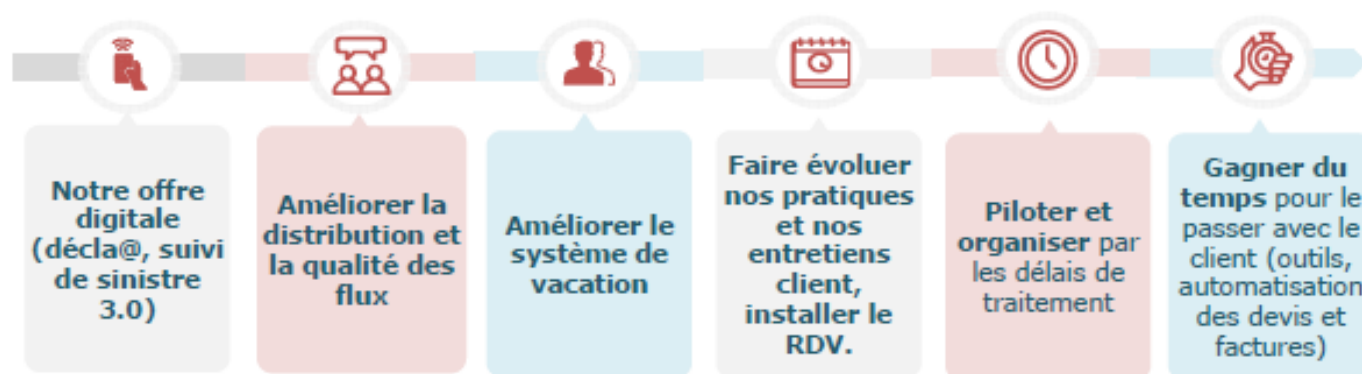 Notre offre
digitale
(décla@, suivi
de sinistre
3.0)
Améliorer la
distribution et
la qualité des
flux
Améliorer le
système de
vacation
Faire évoluer
nos pratiques
et nos
entretiens
client,
installer le
RDV.
Piloter et
organiser par
les délais de
traitement
Gagner du
temps pour le
passer avec le
client (outils,
automatisation
des devis et
factures)